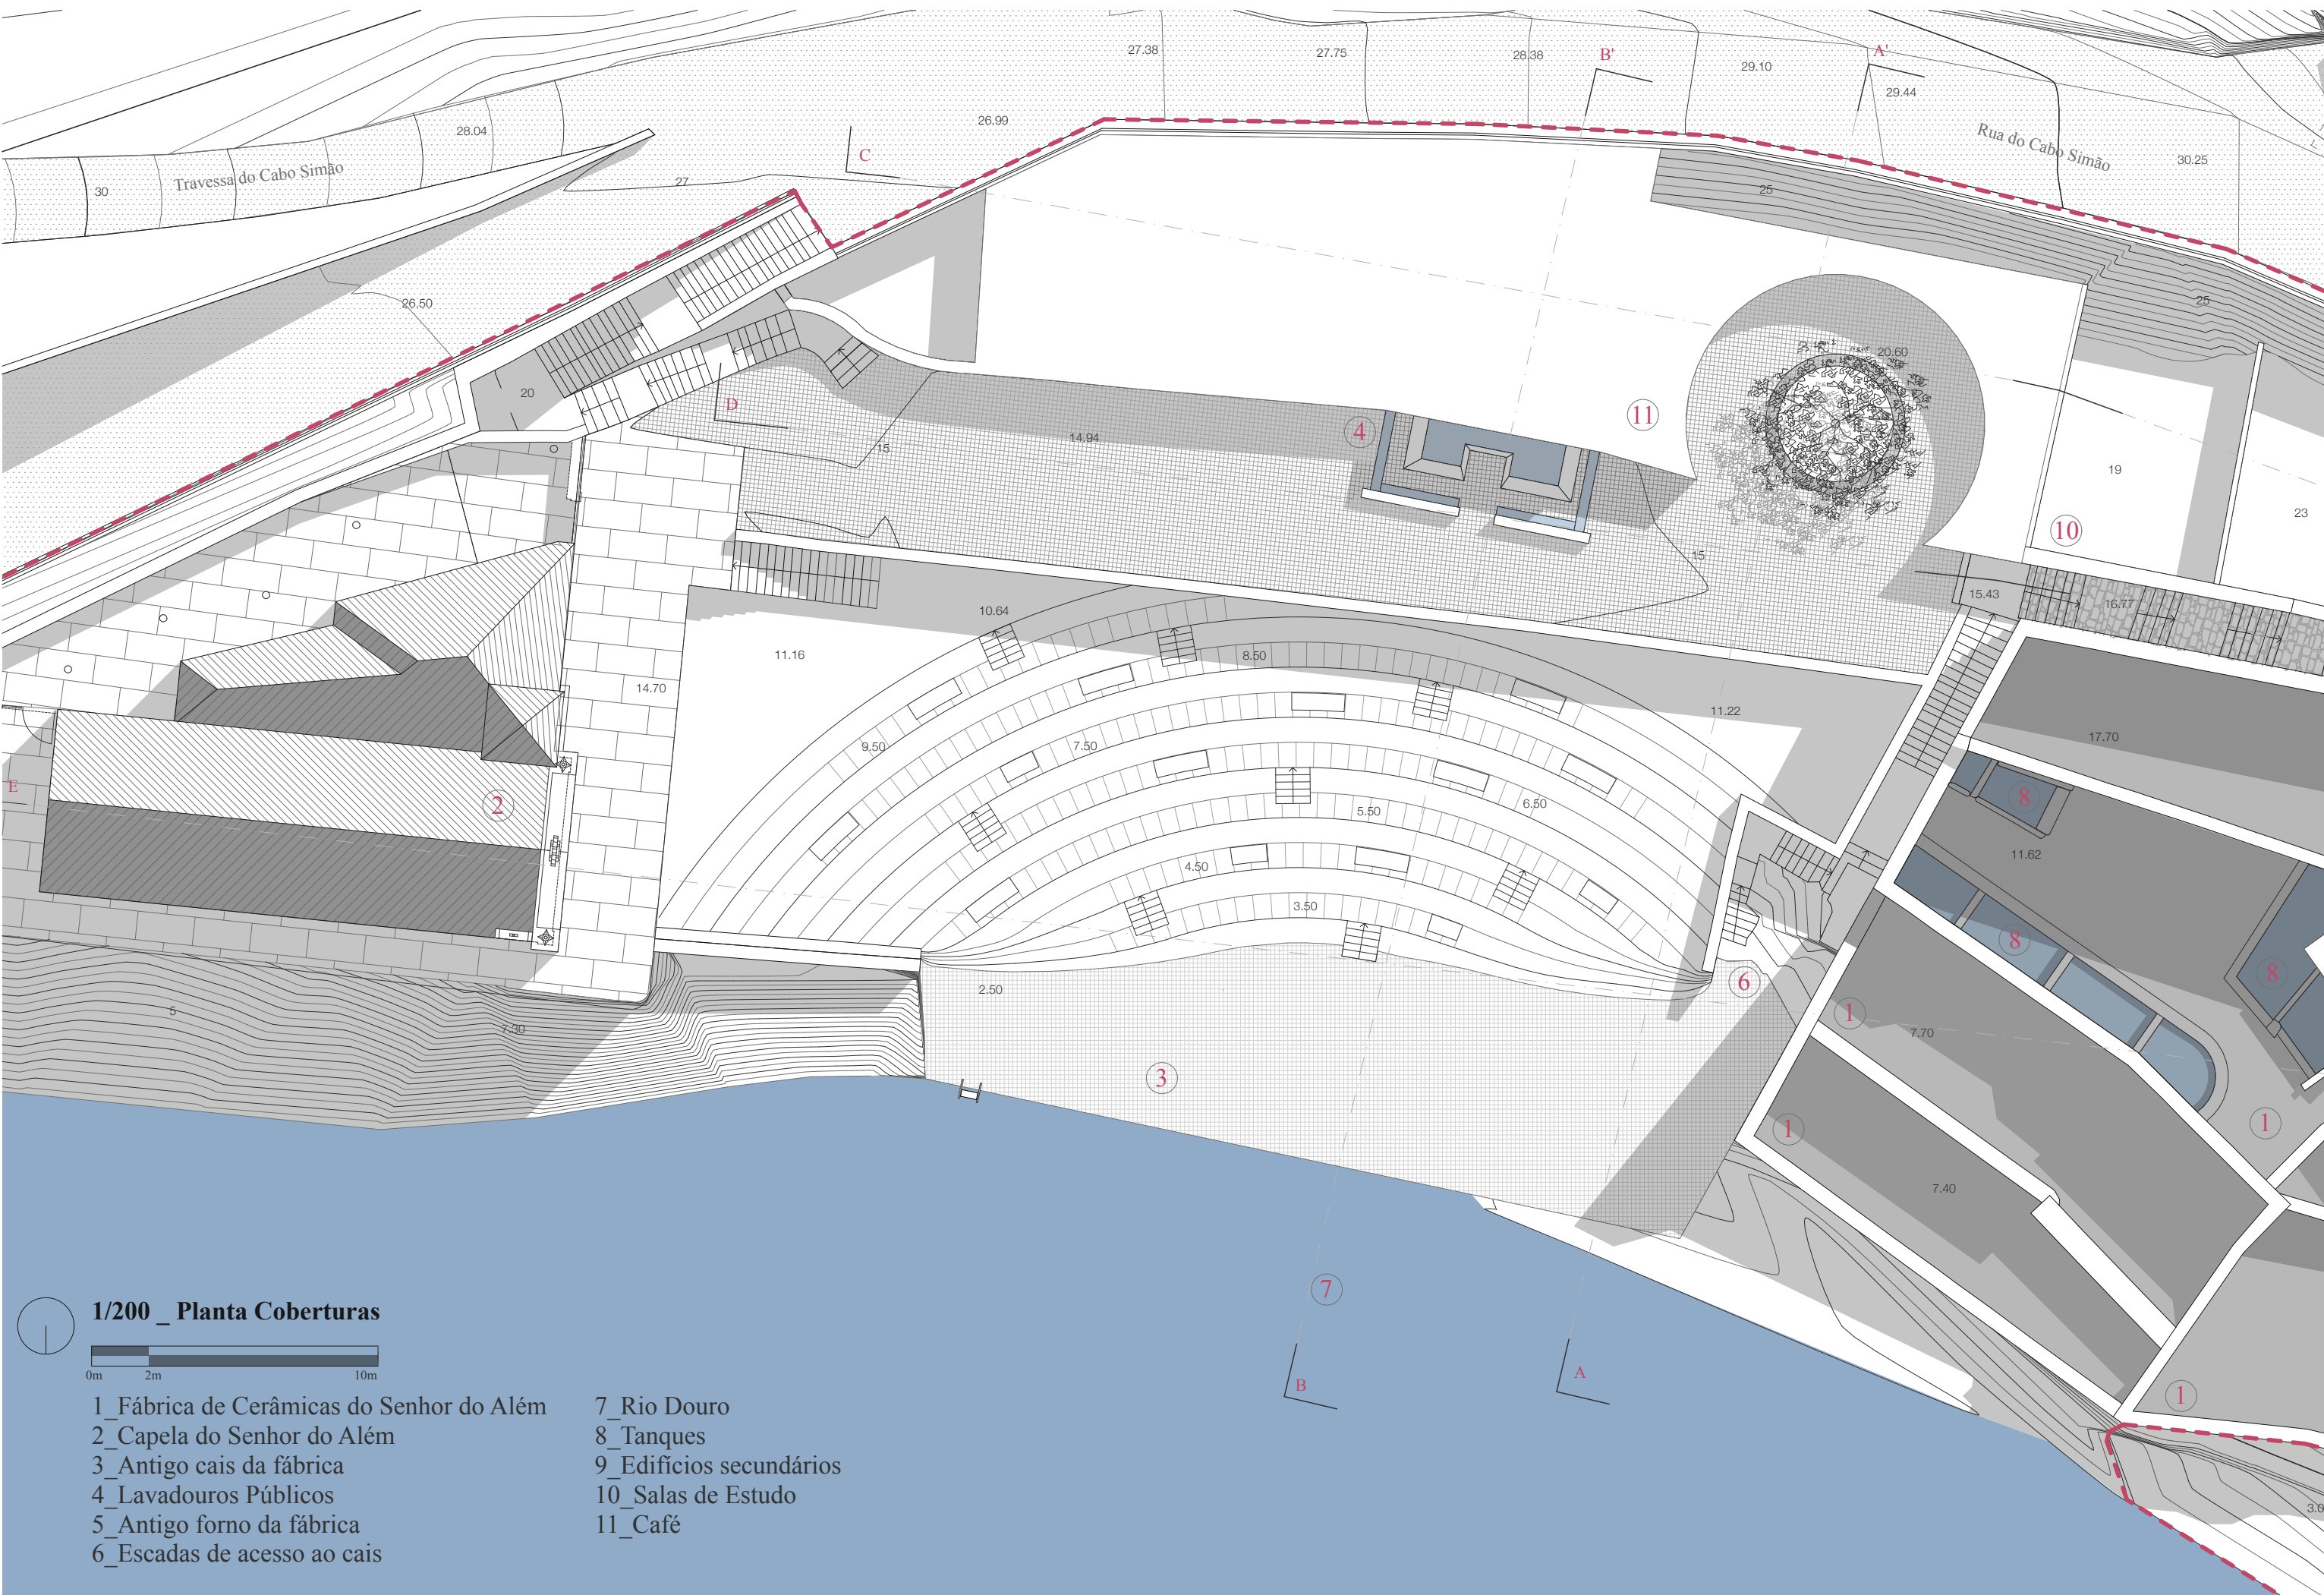 27.38
27.75
28.38
B'
29.10
A'
29.44
26.99
28.04
Rua do Cabo Simão
30.25
C
Travessa do Cabo Simão
30
27
25
26.50
25
20.60
20
D
11
4
14.94
15
19
23
10
15
15.43
16.77
10.64
11.16
8.50
14.70
11.22
17.70
9.50
7.50
E
2
8
6.50
5.50
11.62
4.50
3.50
8
8
6
2.50
5
7.30
1
7.70
3
1
1
7.40
7
1/200 _ Planta Coberturas
0m 2m 10m
B
A
1
1_Fábrica de Cerâmicas do Senhor do Além
2_Capela do Senhor do Além
3_Antigo cais da fábrica
4_Lavadouros Públicos
5_Antigo forno da fábrica
6_Escadas de acesso ao cais
7_Rio Douro
8_Tanques
9_Edifícios secundários
10_Salas de Estudo
11_Café